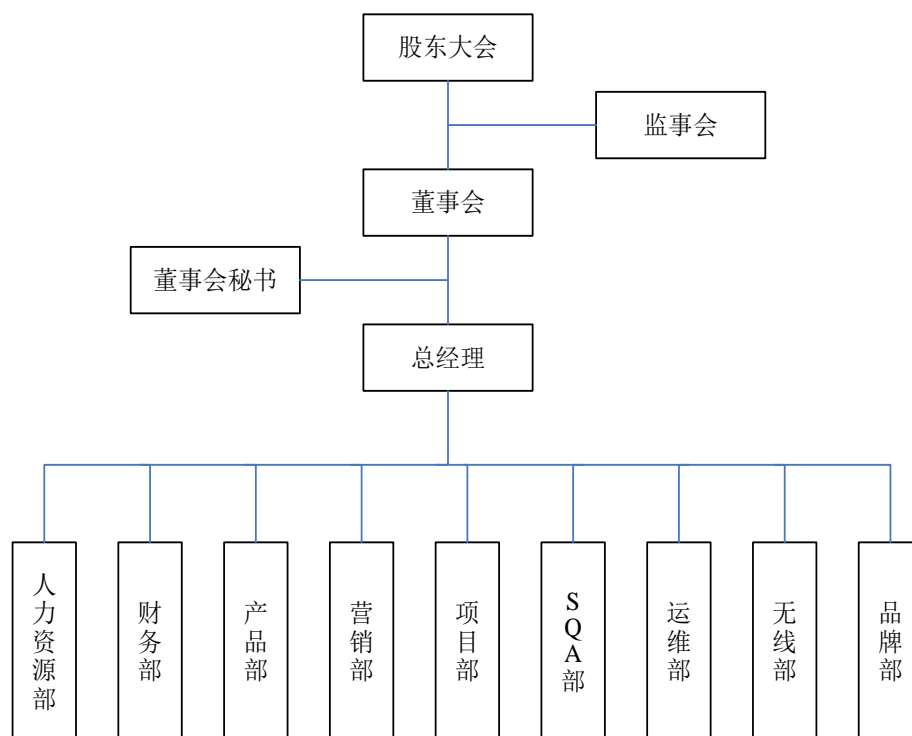 股东大会
监事会
董事会
董事会秘书
总经理
人力资源部
财务部
产品部
营销部
项目部
SQA部
运维部
无线部
品牌部